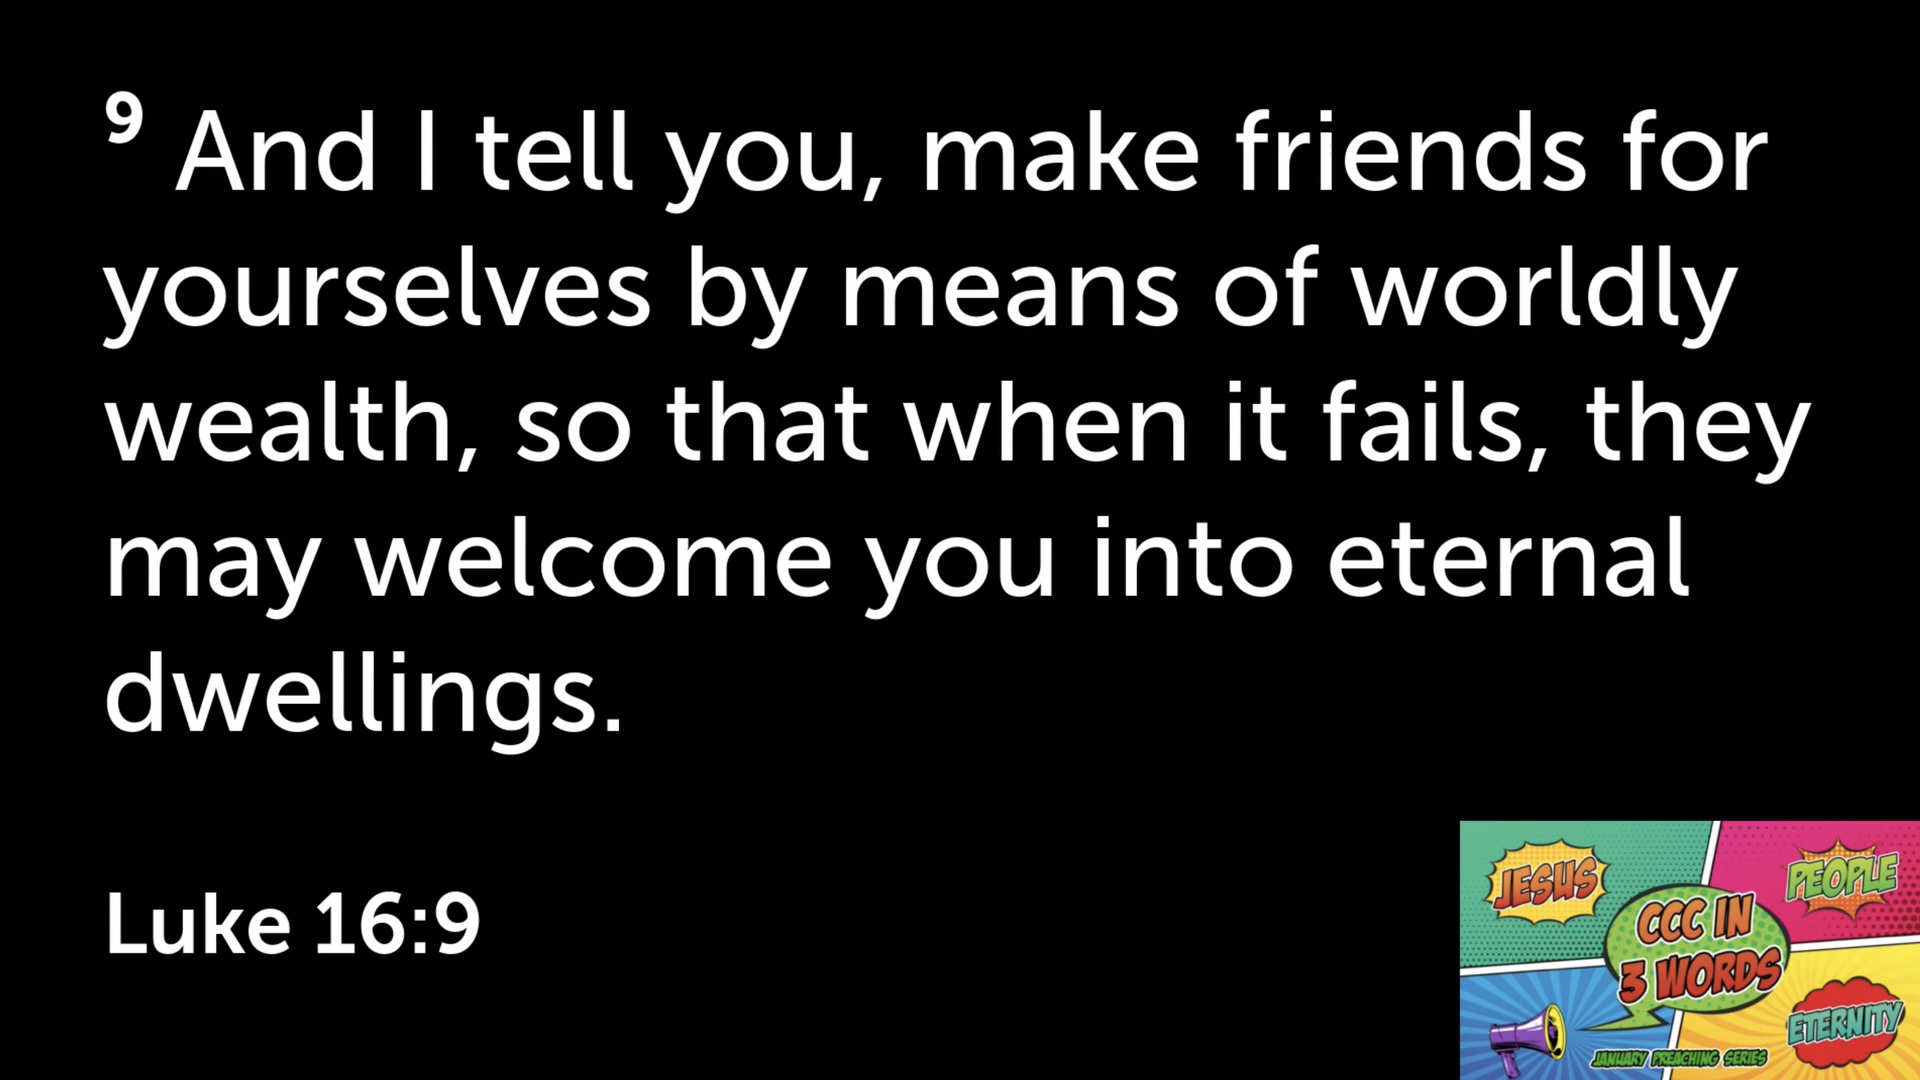 9 And I tell you, make friends for
yourselves by means of worldly
wealth, so that when it fails, they
may welcome you into eternal
dwellings.
Luke 16:9
JESUS
PEOPLE
CCC IN
3 WORDS
ETERNITY
JANUARY PREACHING SERIES